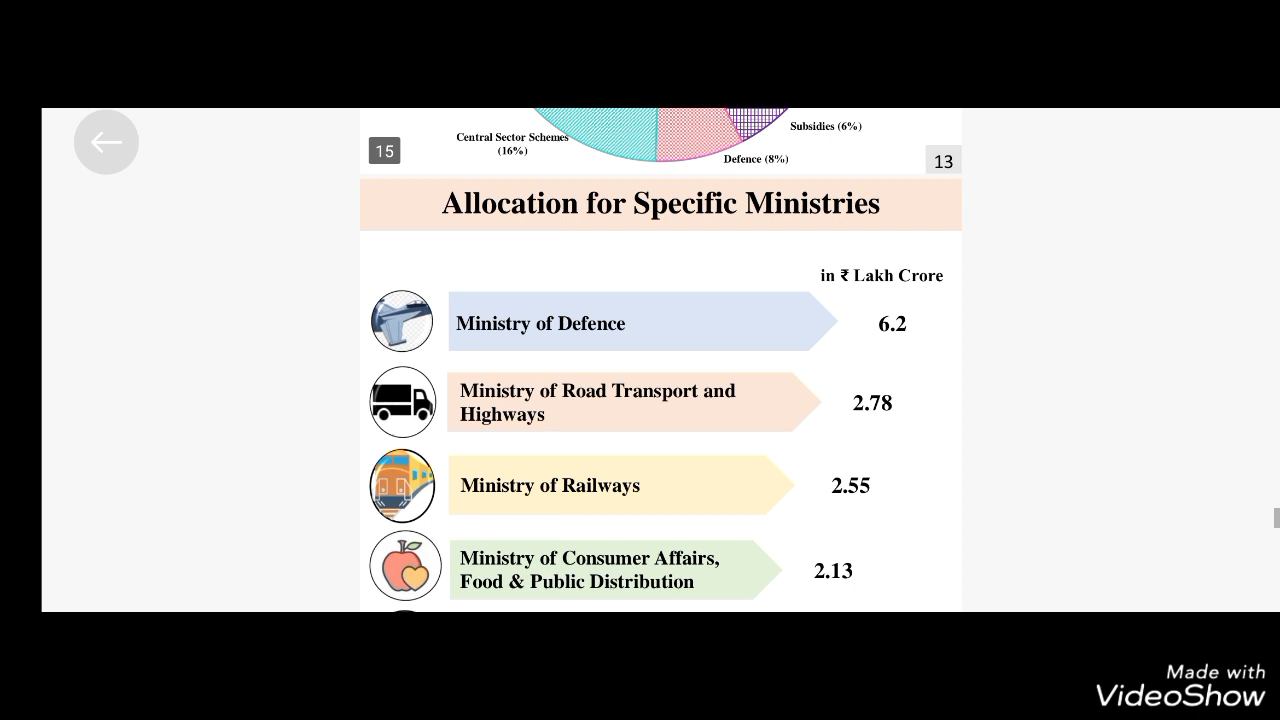 Central Sector Schemes
(16%)
Subsidies (6%)
Defence (8%)
15
13
Allocation for Specific Ministries
in ₹ Lakh Crore
Ministry of Defence
6.2
Ministry of Road Transport and
Highways
2.78
Ministry of Railways
2.55
Ministry of Consumer Affairs,
Food & Public Distribution
2.13
Made with
VideoShow